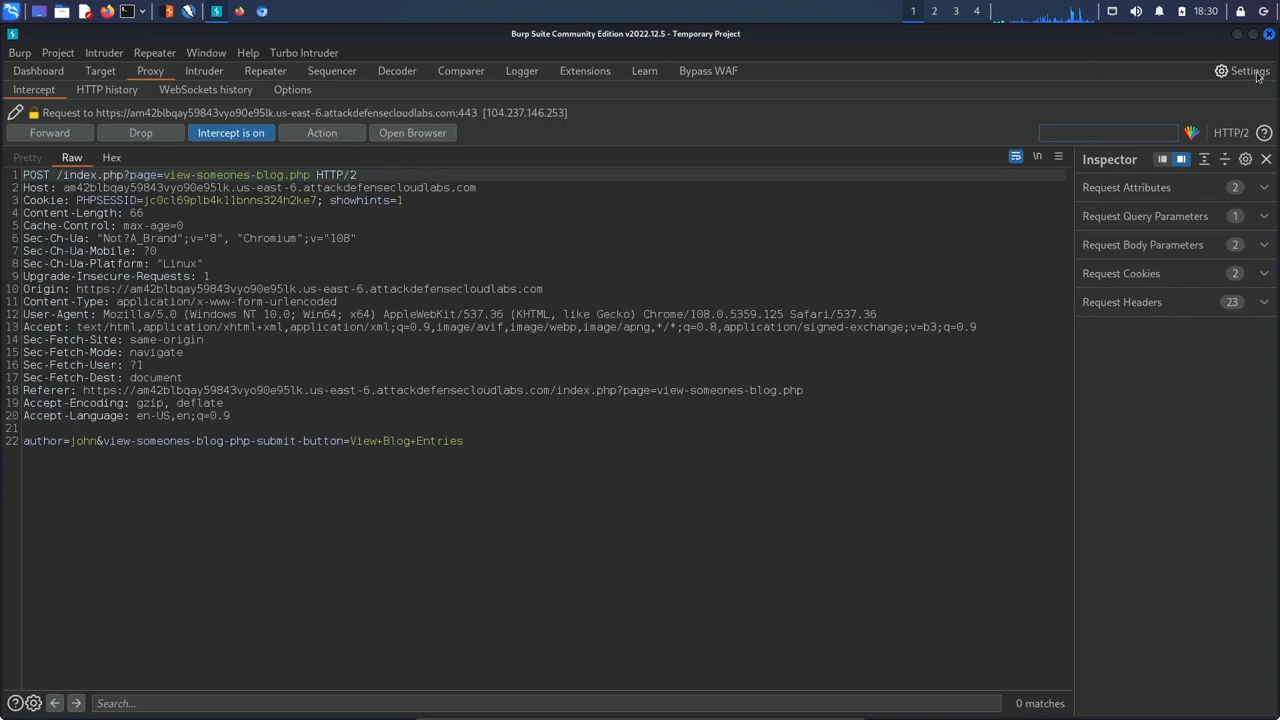 1 2 3 4 18:30
Burp Suite Community Edition v2022.12.5 - Temporary Project
Burp Project Intruder Repeater Window Help Turbo Intruder
Dashboard Target Proxy Intruder Repeater Sequencer Decoder Comparer Logger Extensions Learn Bypass WAF Settings
Intercept HTTP history WebSockets history Options
Request to https://am42blbqay59843vyo90e95lk.us-east-6.attackdefensecloudlabs.com:443 [104.237.146.253]
Forward Drop Intercept is on Action Open Browser HTTP/2 ?
Pretty Raw Hex \n Inspector
1 POST /index.php?page=view-someones-blog.php HTTP/2
2 Host: am42blbqay59843vyo90e95lk.us-east-6.attackdefensecloudlabs.com
3 Cookie: PHPSESSID=jc0cl69plb4k11bnns324h2ke7; showhints=1
4 Content-Length: 66
5 Cache-Control: max-age=0
6 Sec-Ch-Ua: "Not?A_Brand";v="8", "Chromium";v="108"
7 Sec-Ch-Ua-Mobile: ?0
8 Sec-Ch-Ua-Platform: "Linux"
9 Upgrade-Insecure-Requests: 1
10 Origin: https://am42blbqay59843vyo90e95lk.us-east-6.attackdefensecloudlabs.com
11 Content-Type: application/x-www-form-urlencoded
12 User-Agent: Mozilla/5.0 (Windows NT 10.0; Win64; x64) AppleWebKit/537.36 (KHTML, like Gecko) Chrome/108.0.5359.125 Safari/537.36
13 Accept: text/html,application/xhtml+xml,application/xml;q=0.9,image/avif,image/webp,image/apng,*/*;q=0.8,application/signed-exchange;v=b3;q=0.9
14 Sec-Fetch-Site: same-origin
15 Sec-Fetch-Mode: navigate
16 Sec-Fetch-User: ?1
17 Sec-Fetch-Dest: document
18 Referer: https://am42blbqay59843vyo90e95lk.us-east-6.attackdefensecloudlabs.com/index.php?page=view-someones-blog.php
19 Accept-Encoding: gzip, deflate
20 Accept-Language: en-US,en;q=0.9
21
22 author=john&view-someones-blog-php-submit-button=View+Blog+Entries
Request Attributes 2
Request Query Parameters 1
Request Body Parameters 2
Request Cookies 2
Request Headers 23
? Search... 0 matches